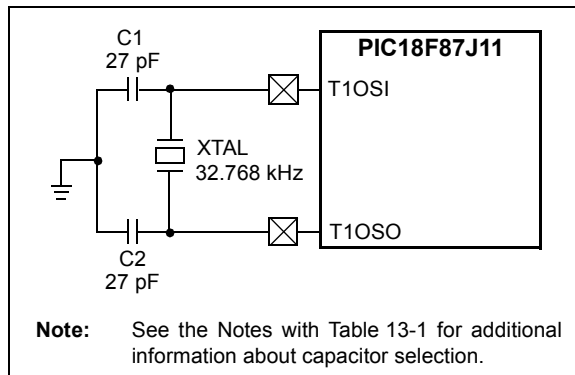 C1
27 pF
PIC18F87J11
T1OSI
XTAL
32.768 kHz
T1OSO
C2
27 pF
Note: See the Notes with Table 13-1 for additional
information about capacitor selection.